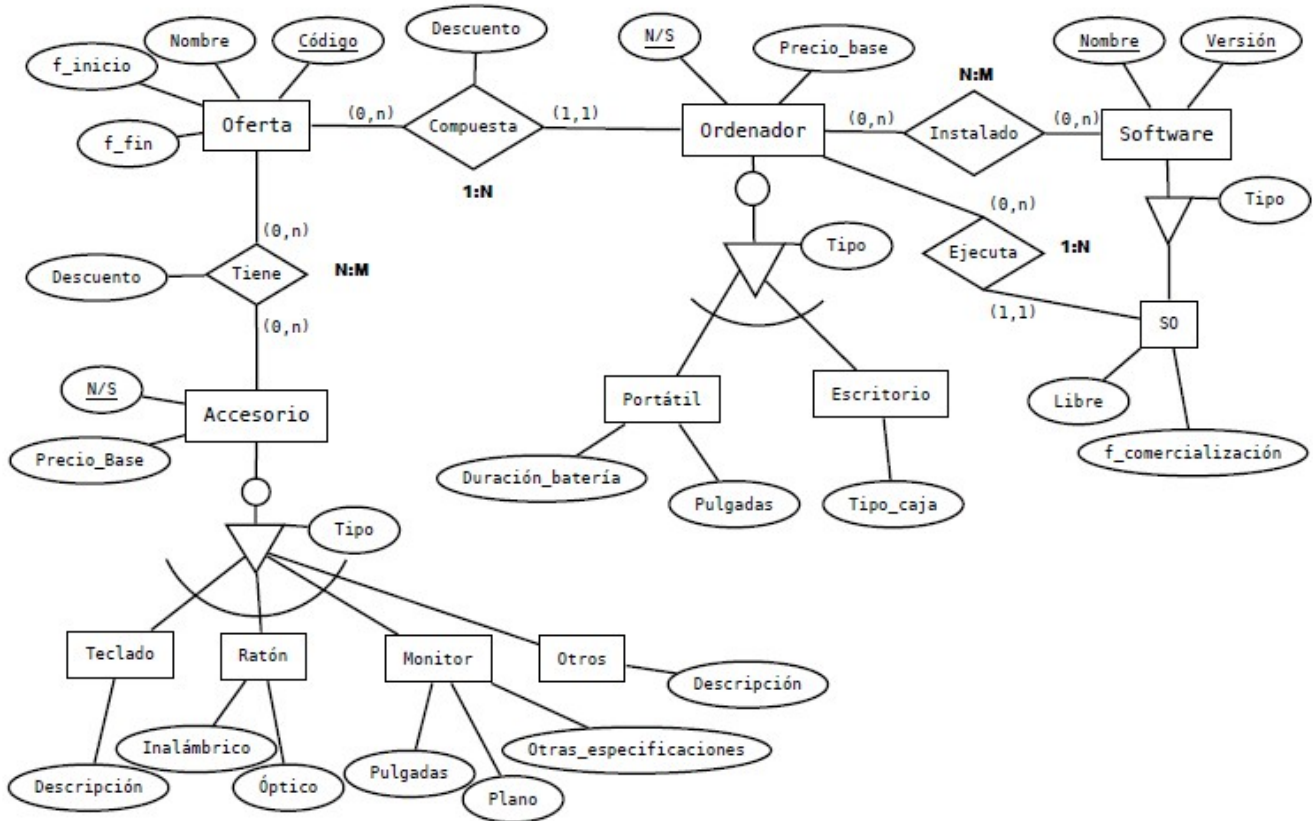 Nombre
Código
f_inicio
f_fin
Oferta
(0,n)
Descuento
Compuesta
1:N
(1,1)
N/S
Precio_base
Ordenador
(0,n)
N:M
Instalado
(0,n)
Nombre
Versión
Software
Tipo
(0,n)
Ejecuta
1:N
(1,1)
SO
Libre
f_comercialización
Tipo
Portátil
Escritorio
Duración_batería
Pulgadas
Tipo_caja
(0,n)
Descuento
Tiene
N:M
(0,n)
N/S
Precio_Base
Accesorio
Tipo
Teclado
Ratón
Monitor
Otros
Descripción
Inalámbrico
Óptico
Pulgadas
Plano
Otras_especificaciones
Descripción